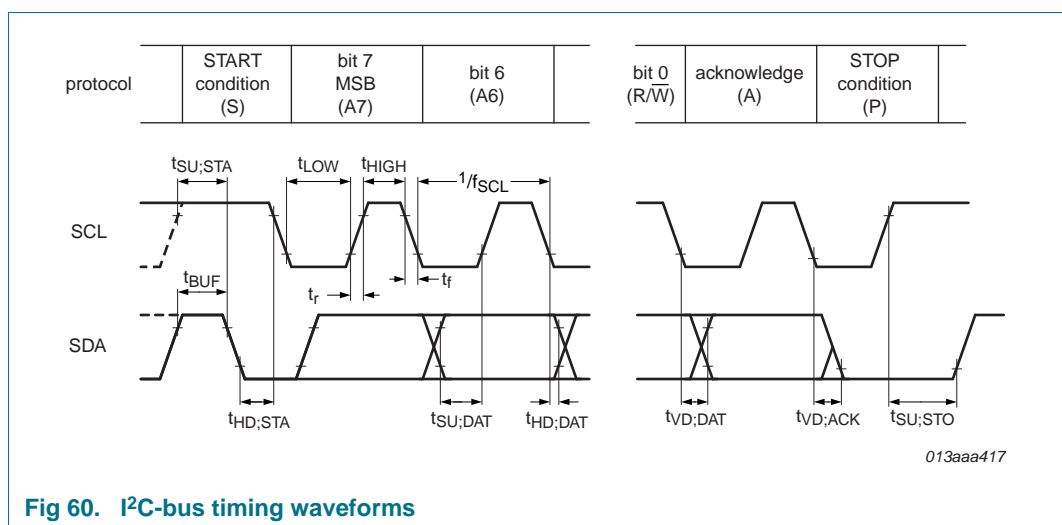 protocol
START
condition
(S)
bit 7
MSB
(A7)
bit 6
(A6)
bit 0
(R/W̅)
acknowledge
(A)
STOP
condition
(P)
tSU;STA
tLOW
tHIGH
1/fSCL
SCL
tBUF
tr
tf
SDA
tHD;STA
tSU;DAT
tHD;DAT
tVD;DAT
tVD;ACK
tSU;STO
013aaa417
Fig 60. I²C-bus timing waveforms